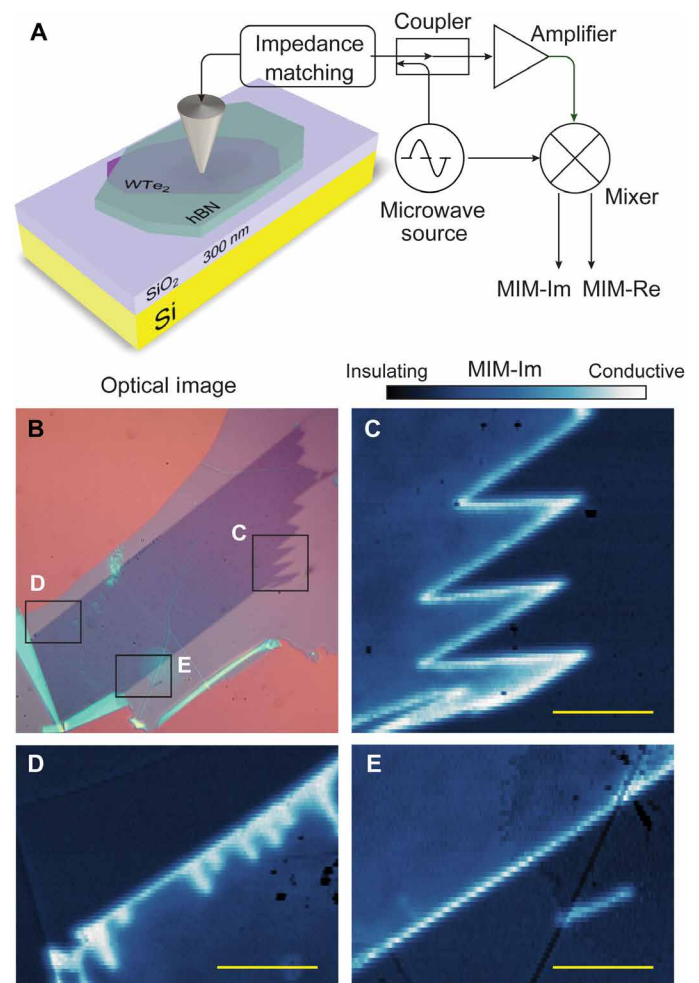 A
Impedance
matching
Coupler
Amplifier
WTe₂
hBN
SiO₂ 300 nm
Si
Microwave
source
Mixer
MIM-Im MIM-Re
Optical image
Insulating MIM-Im Conductive
B
C
D
E
C
D
E